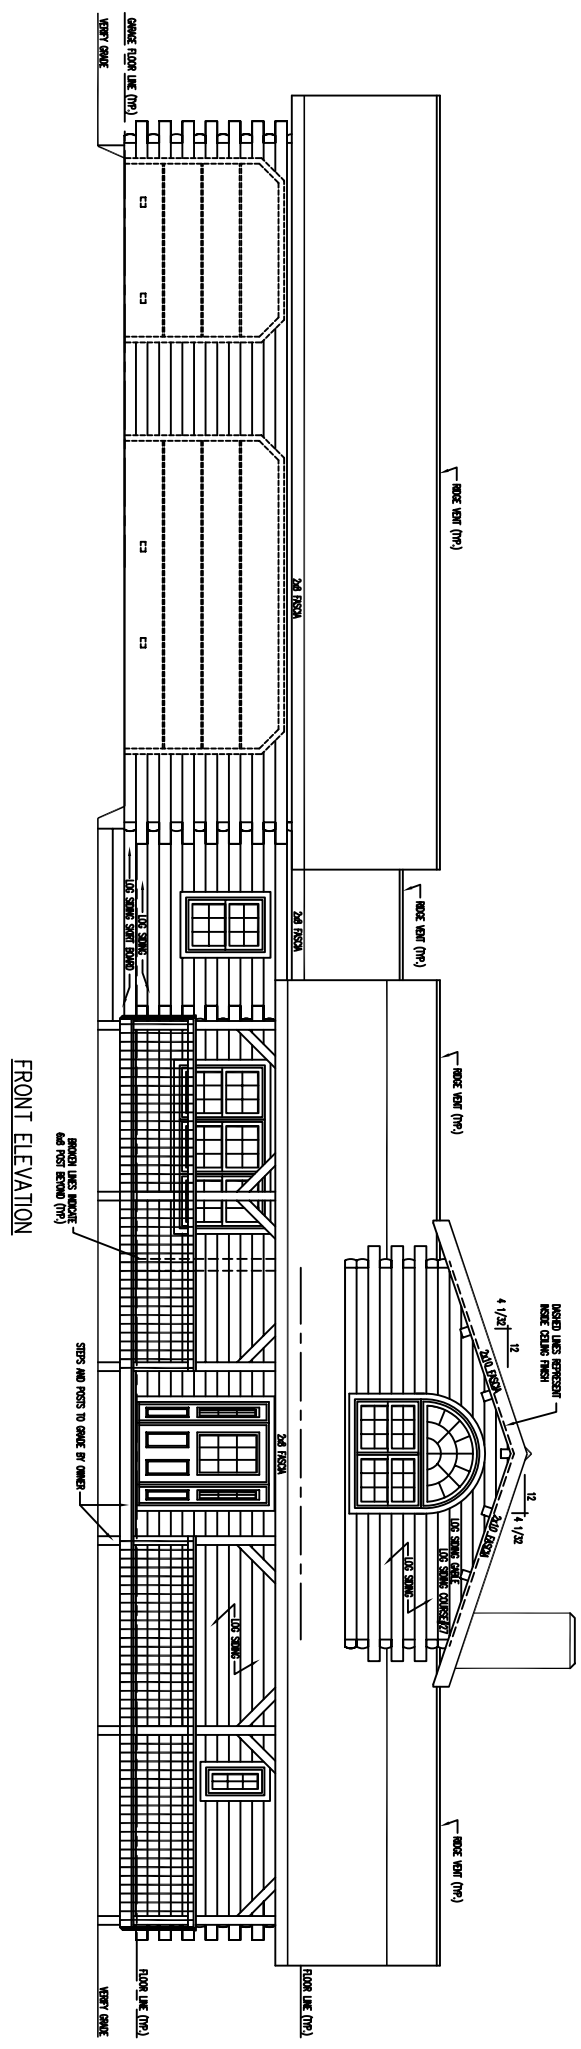 VERIFY GRADE
GARAGE FLOOR LINE (TYP.)
RIDGE VENT (TYP.)
2x8 FASCIA
RIDGE VENT (TYP.)
2x8 FASCIA
LOG SIDING
LOG SIDING SKIRT BOARD
RIDGE VENT (TYP.)
DASHED LINES REPRESENT
INSIDE CEILING FINISH
12
4 1/32
2x10 FASCIA
12
4 1/32
2x10 FASCIA
LOG SIDING GABLE
LOG SIDING COURSE#27
LOG SIDING
2x8 FASCIA
LOG SIDING
RIDGE VENT (TYP.)
BROKEN LINES INDICATE
6x8 POST BEYOND (TYP.)
STEPS AND POSTS TO GRADE BY OWNER
FLOOR LINE (TYP.)
FLOOR LINE (TYP.)
VERIFY GRADE
FRONT ELEVATION